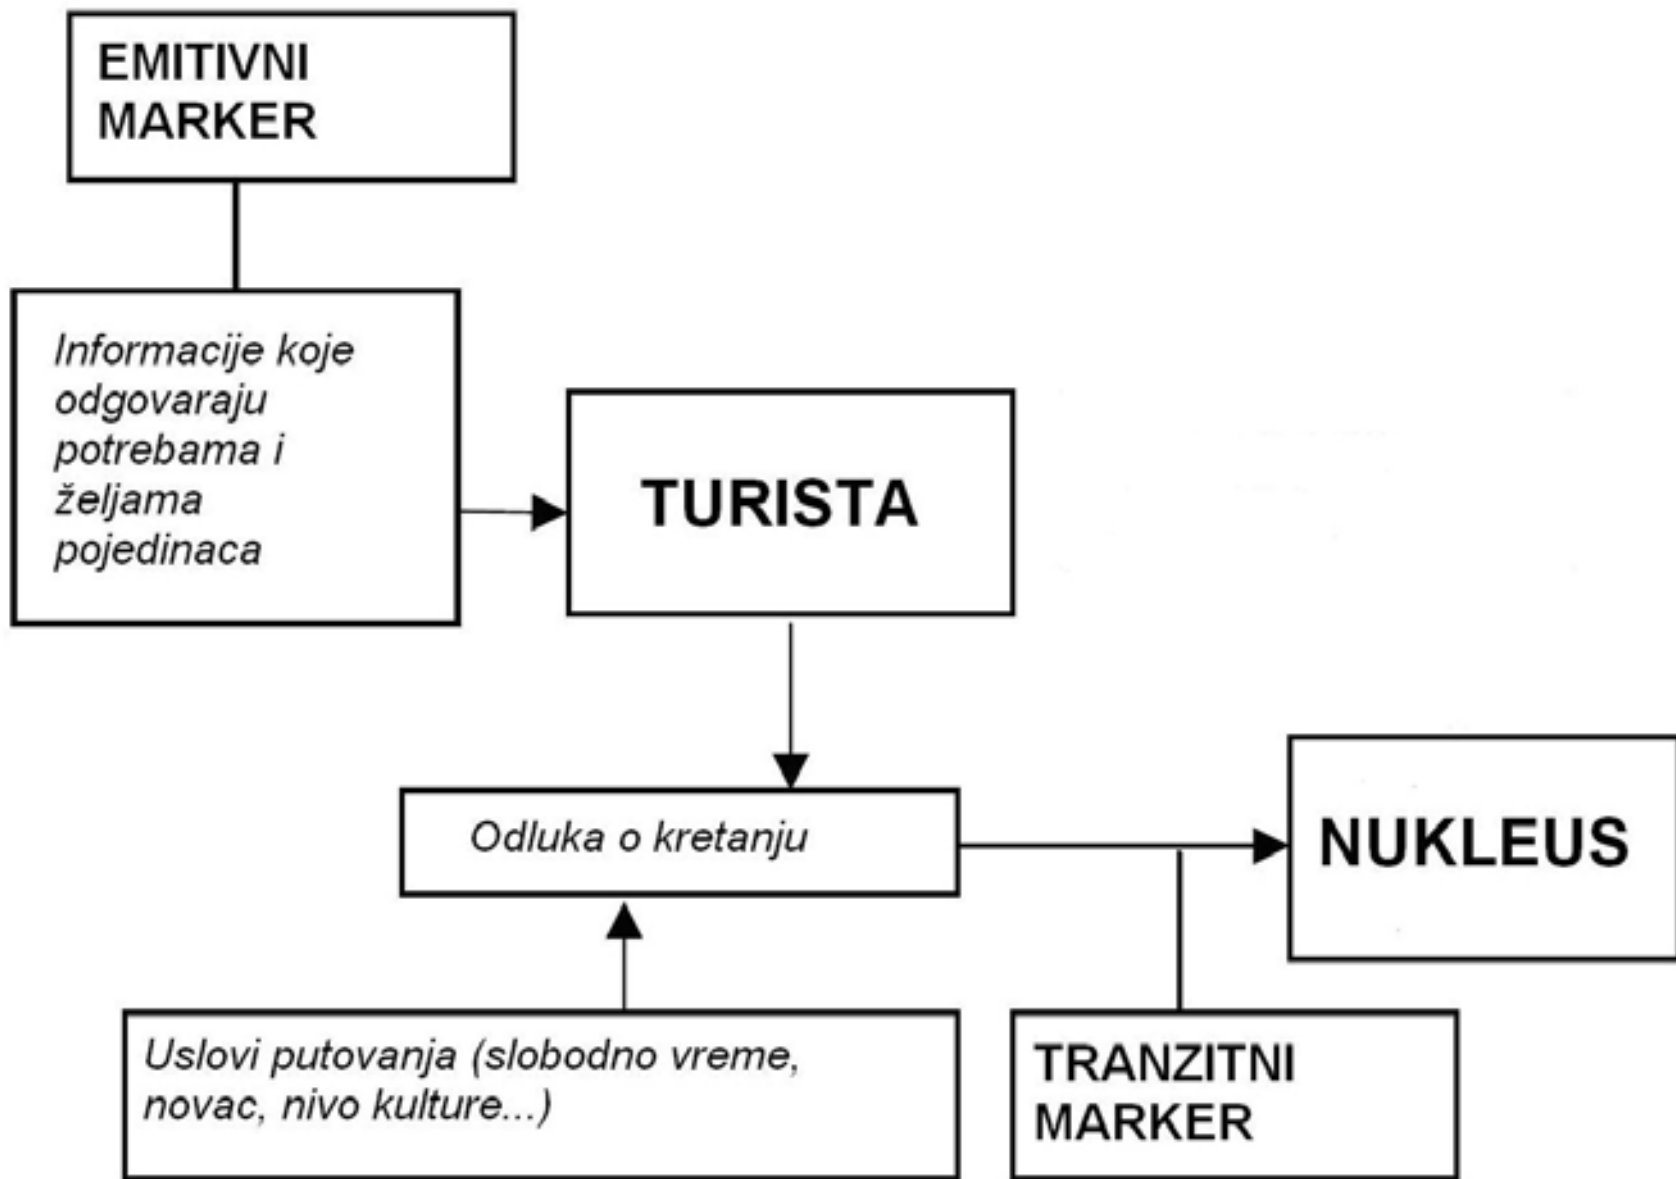 EMITIVNI
MARKER
Informacije koje
odgovaraju
potrebama i
željama
pojedinaca
TURISTA
Odluka o kretanju
NUKLEUS
Uslovi putovanja (slobodno vreme,
novac, nivo kulture...)
TRANZITNI
MARKER